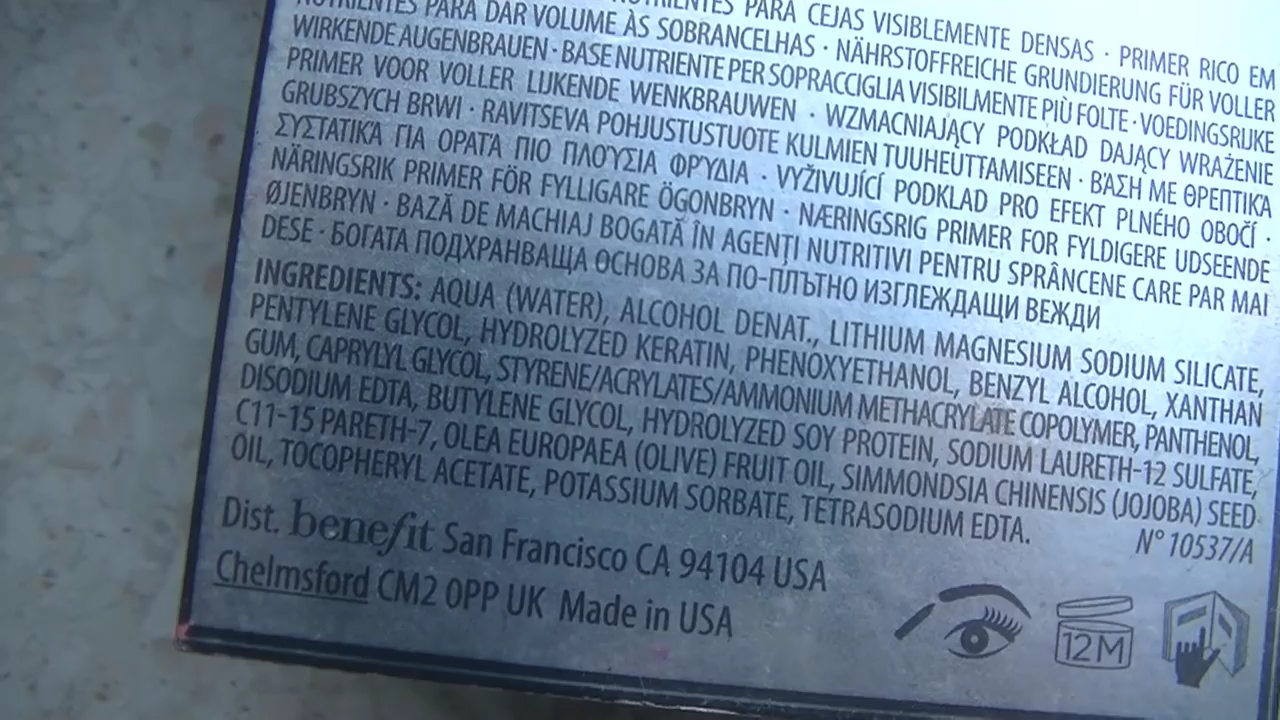 NUTRIENTES PARA CEJAS VISIBLEMENTE DENSAS · PRIMER RICO EM
NUTRIENTES PARA DAR VOLUME ÀS SOBRANCELHAS · NÄHRSTOFFREICHE GRUNDIERUNG FÜR VOLLER
WIRKENDE AUGENBRAUEN · BASE NUTRIENTE PER SOPRACCIGLIA VISIBILMENTE PIÙ FOLTE · VOEDINGSRIJKE
PRIMER VOOR VOLLER LIJKENDE WENKBRAUWEN · WZMACNIAJĄCY PODKŁAD DAJĄCY WRAŻENIE
GRUBSZYCH BRWI · RAVITSEVA POHJUSTUSTUOTE KULMIEN TUUHEUTTAMISEEN · ΒΆΣΗ ΜΕ ΘΡΕΠΤΙΚΆ
ΣΥΣΤΑΤΙΚΆ ΓΙΑ ΟΡΑΤΆ ΠΙΟ ΠΛΟΎΣΙΑ ΦΡΎΔΙΑ · VYŽIVUJÍCÍ PODKLAD PRO EFEKT PLNÉHO OBOČÍ ·
NÄRINGSRIK PRIMER FÖR FYLLIGARE ÖGONBRYN · NÆRINGSRIG PRIMER FOR FYLDIGERE UDSEENDE
ØJENBRYN · BAZĂ DE MACHIAJ BOGATĂ ÎN AGENȚI NUTRITIVI PENTRU SPRÂNCENE CARE PAR MAI
DESE · БОГАТА ПОДХРАНВАЩА ОСНОВА ЗА ПО-ПЛЪТНО ИЗГЛЕЖДАЩИ ВЕЖДИ
INGREDIENTS: AQUA (WATER), ALCOHOL DENAT., LITHIUM MAGNESIUM SODIUM SILICATE,
PENTYLENE GLYCOL, HYDROLYZED KERATIN, PHENOXYETHANOL, BENZYL ALCOHOL, XANTHAN
GUM, CAPRYLYL GLYCOL, STYRENE/ACRYLATES/AMMONIUM METHACRYLATE COPOLYMER, PANTHENOL,
DISODIUM EDTA, BUTYLENE GLYCOL, HYDROLYZED SOY PROTEIN, SODIUM LAURETH-12 SULFATE,
C11-15 PARETH-7, OLEA EUROPAEA (OLIVE) FRUIT OIL, SIMMONDSIA CHINENSIS (JOJOBA) SEED
OIL, TOCOPHERYL ACETATE, POTASSIUM SORBATE, TETRASODIUM EDTA.
N° 10537/A
Dist. benefit San Francisco CA 94104 USA
Chelmsford CM2 0PP UK Made in USA
12M